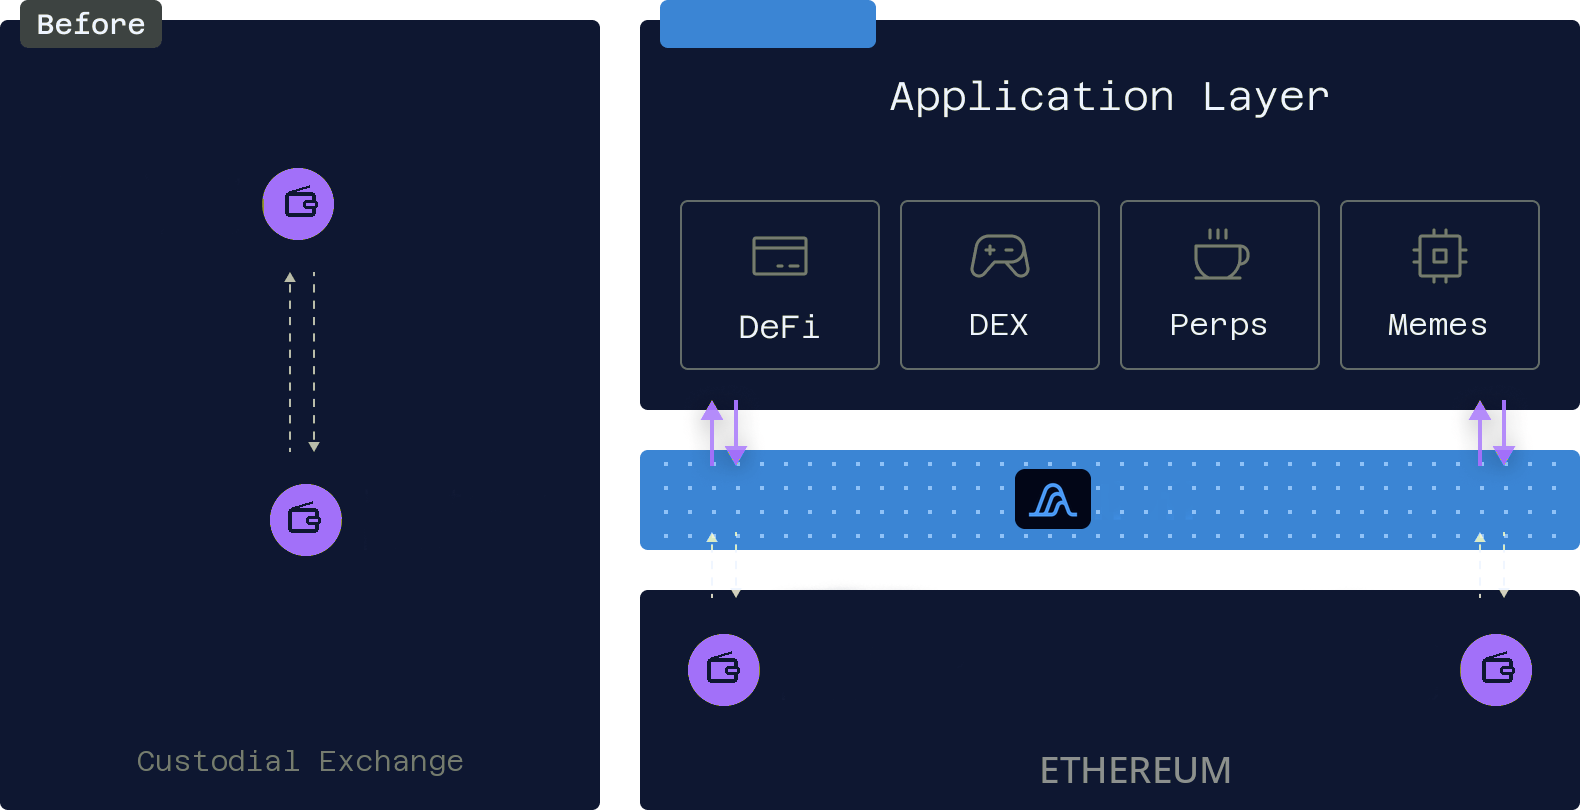 Before
Custodial Exchange
Application Layer
DeFi
DEX
Perps
Memes
ETHEREUM